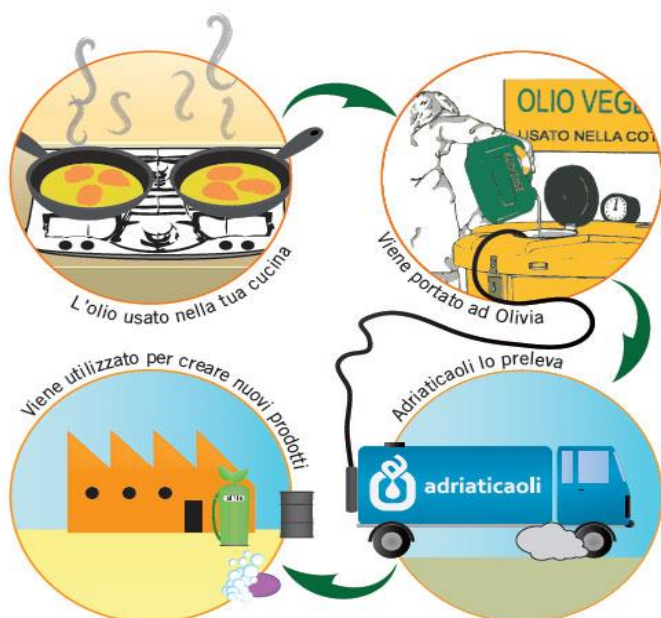 L'olio usato nella tua cucina
OLIO VEGE
USATO NELLA COT
Viene portato ad Olivia
Adriaticaoli lo preleva
adriaticaoli
Viene utilizzato per creare nuovi prodotti